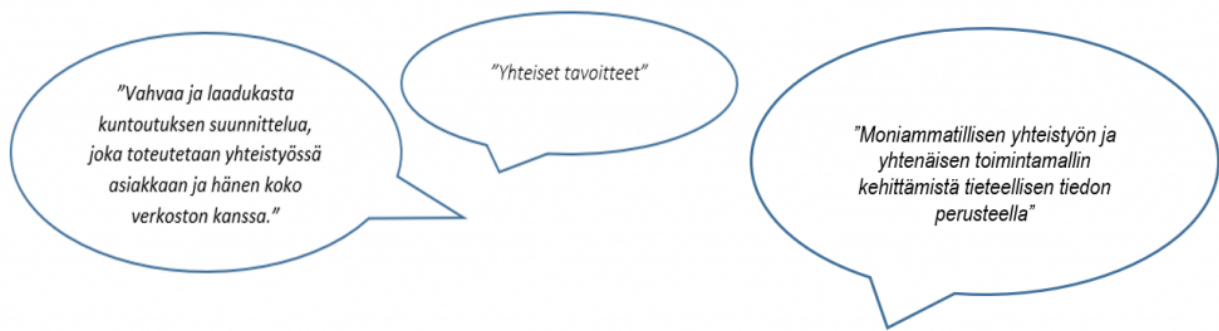 ”Vahvaa ja laadukasta
kuntoutuksen suunnittelua,
joka toteutetaan yhteistyössä
asiakkaan ja hänen koko
verkoston kanssa.”
”Yhteiset tavoitteet”
”Moniammatillisen yhteistyön ja
yhtenäisen toimintamallin
kehittämistä tieteellisen tiedon
perusteella”